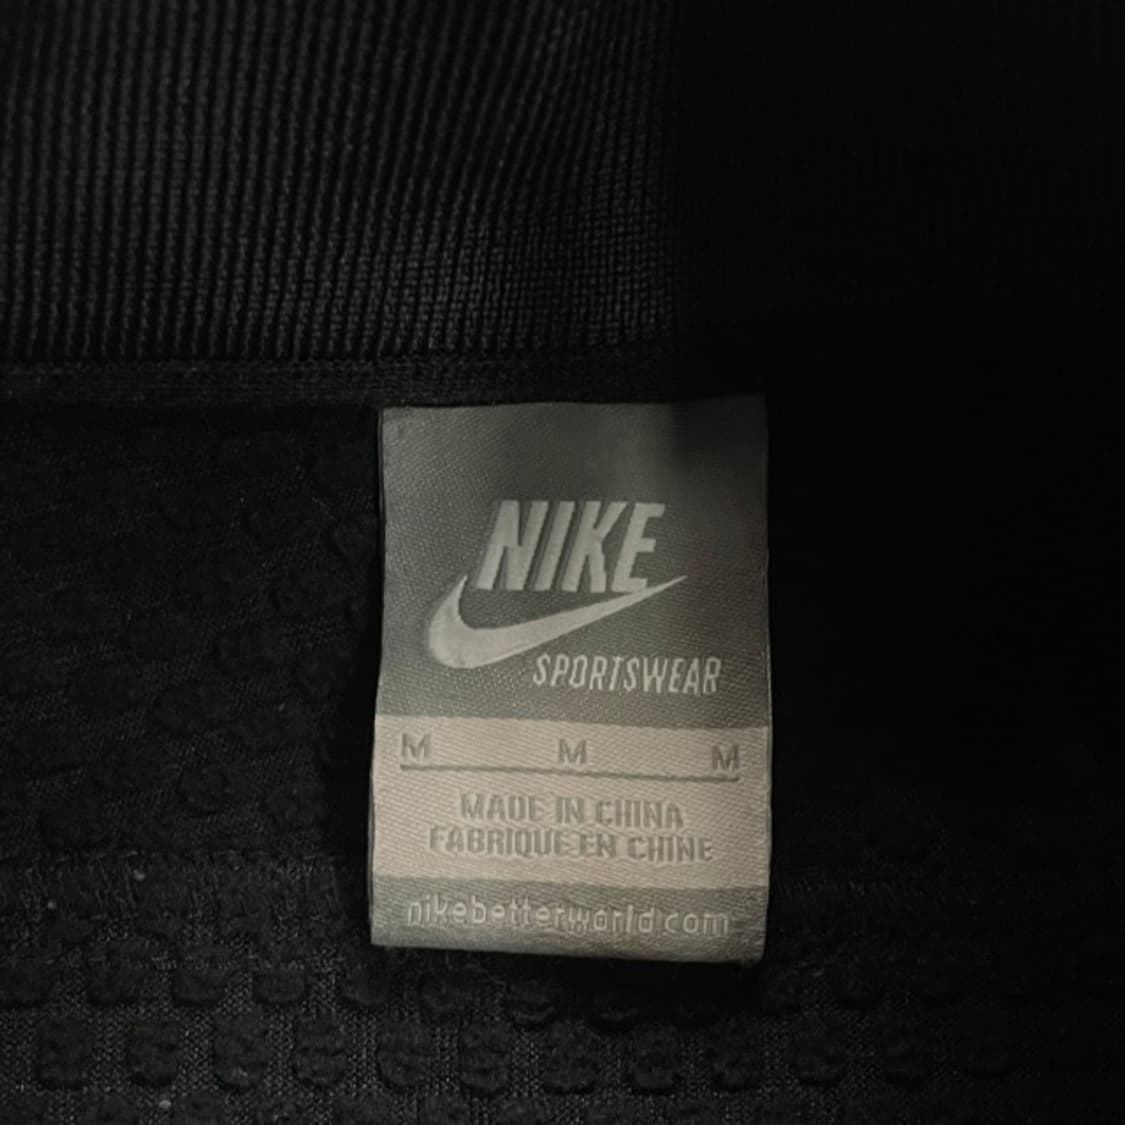 NIKE
SPORTSWEAR
M M M
MADE IN CHINA
FABRIQUE EN CHINE
nikebetterworld.com